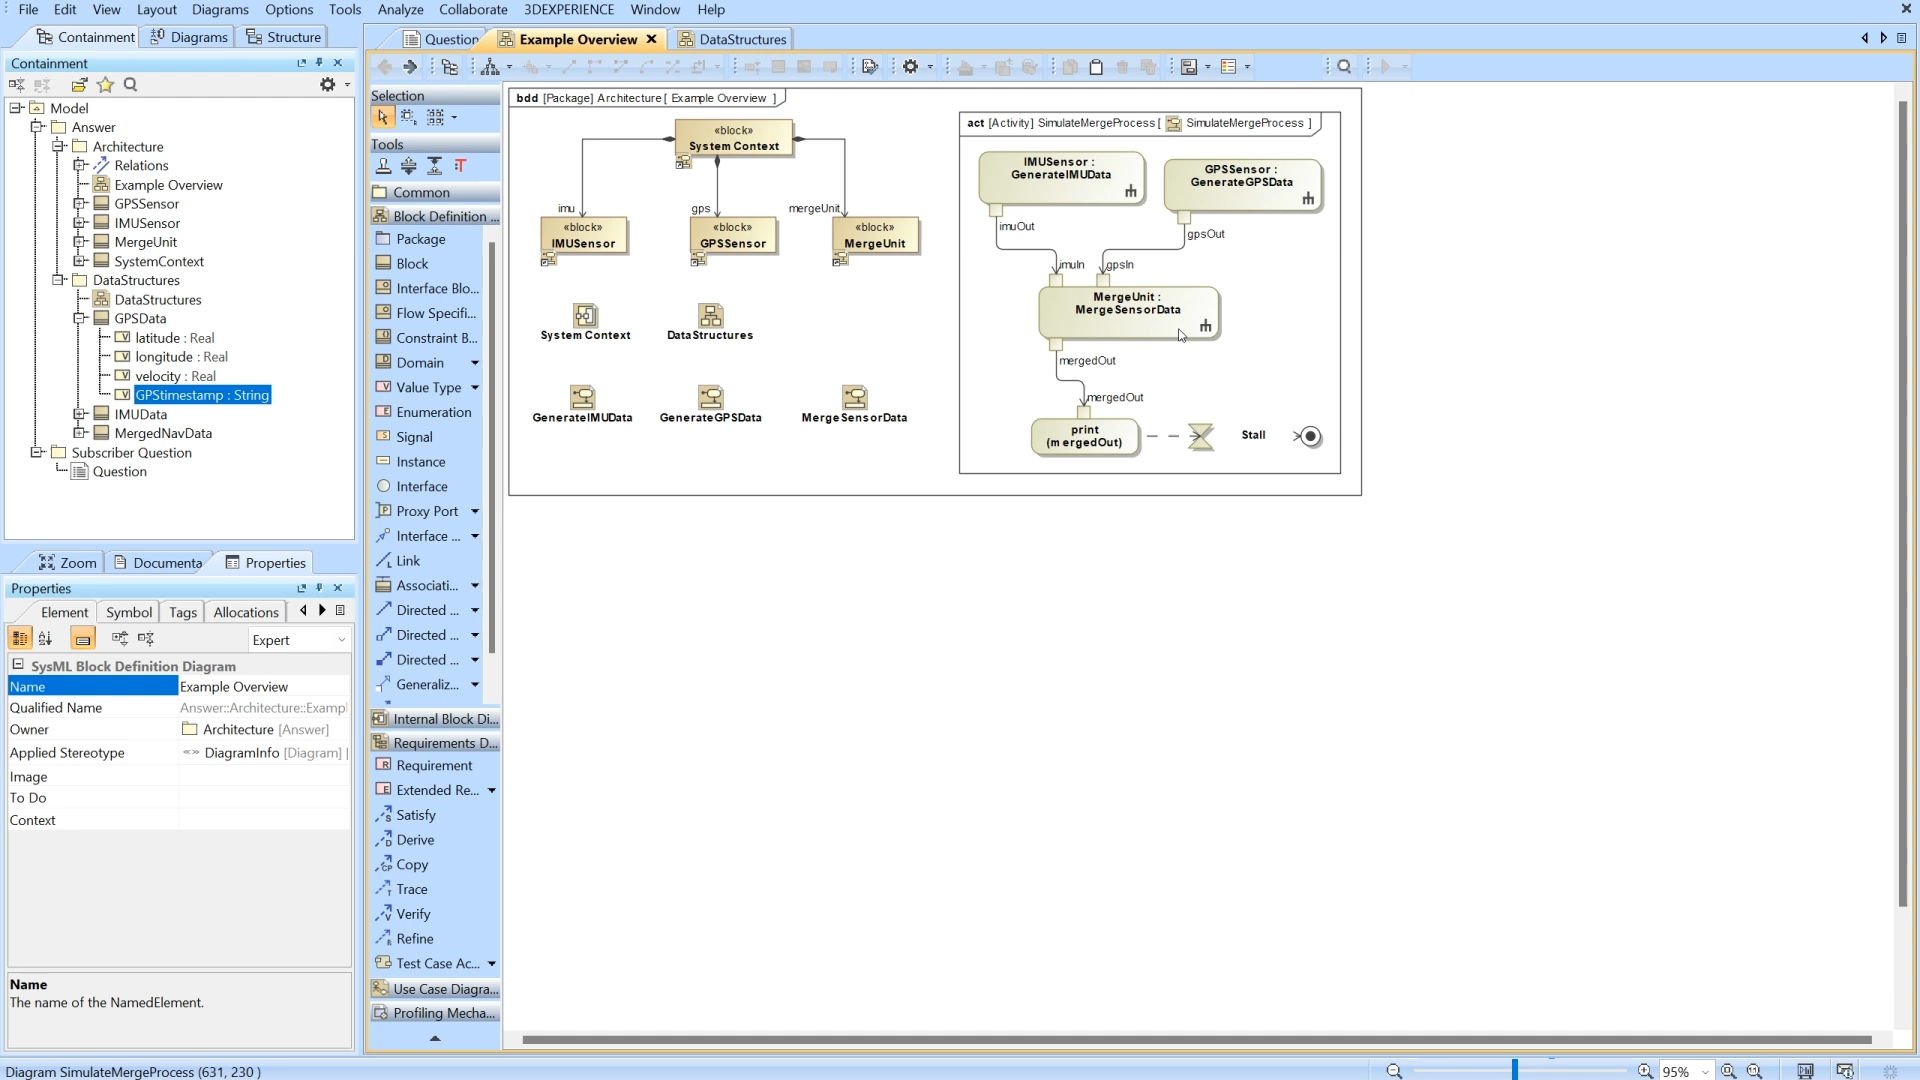 File Edit View Layout Diagrams Options Tools Analyze Collaborate 3DEXPERIENCE Window Help
Containment Diagrams Structure
Question Example Overview DataStructures
Containment
Model
Answer
Architecture
Relations
Example Overview
GPSSensor
IMUSensor
MergeUnit
SystemContext
DataStructures
DataStructures
GPSData
latitude : Real
longitude : Real
velocity : Real
GPStimestamp : String
IMUData
MergedNavData
Subscriber Question
Question
Zoom Documenta Properties
Properties
Element Symbol Tags Allocations
Expert
SysML Block Definition Diagram
Name Example Overview
Qualified Name Answer::Architecture::Exampl
Owner Architecture [Answer]
Applied Stereotype «» DiagramInfo [Diagram]
Image
To Do
Context
Name
The name of the NamedElement.
Selection
Tools
Common
Block Definition ...
Package
Block
Interface Blo...
Flow Specifi...
Constraint B...
Domain
Value Type
Enumeration
Signal
Instance
Interface
Proxy Port
Interface ...
Link
Associati...
Directed ...
Directed ...
Directed ...
Generaliz...
Internal Block Di...
Requirements D...
Requirement
Extended Re...
Satisfy
Derive
Copy
Trace
Verify
Refine
Test Case Ac...
Use Case Diagra...
Profiling Mecha...
bdd [Package] Architecture [ Example Overview ]
«block»
System Context
imu gps mergeUnit
«block» «block» «block»
IMUSensor GPSSensor MergeUnit
System Context DataStructures
GenerateIMUData GenerateGPSData MergeSensorData
act [Activity] SimulateMergeProcess [ SimulateMergeProcess ]
IMUSensor :
GenerateIMUData
GPSSensor :
GenerateGPSData
imuOut
gpsOut
imuIn gpsIn
MergeUnit :
MergeSensorData
mergedOut
mergedOut
print
(mergedOut)
Stall
Diagram SimulateMergeProcess (631, 230 )
95%